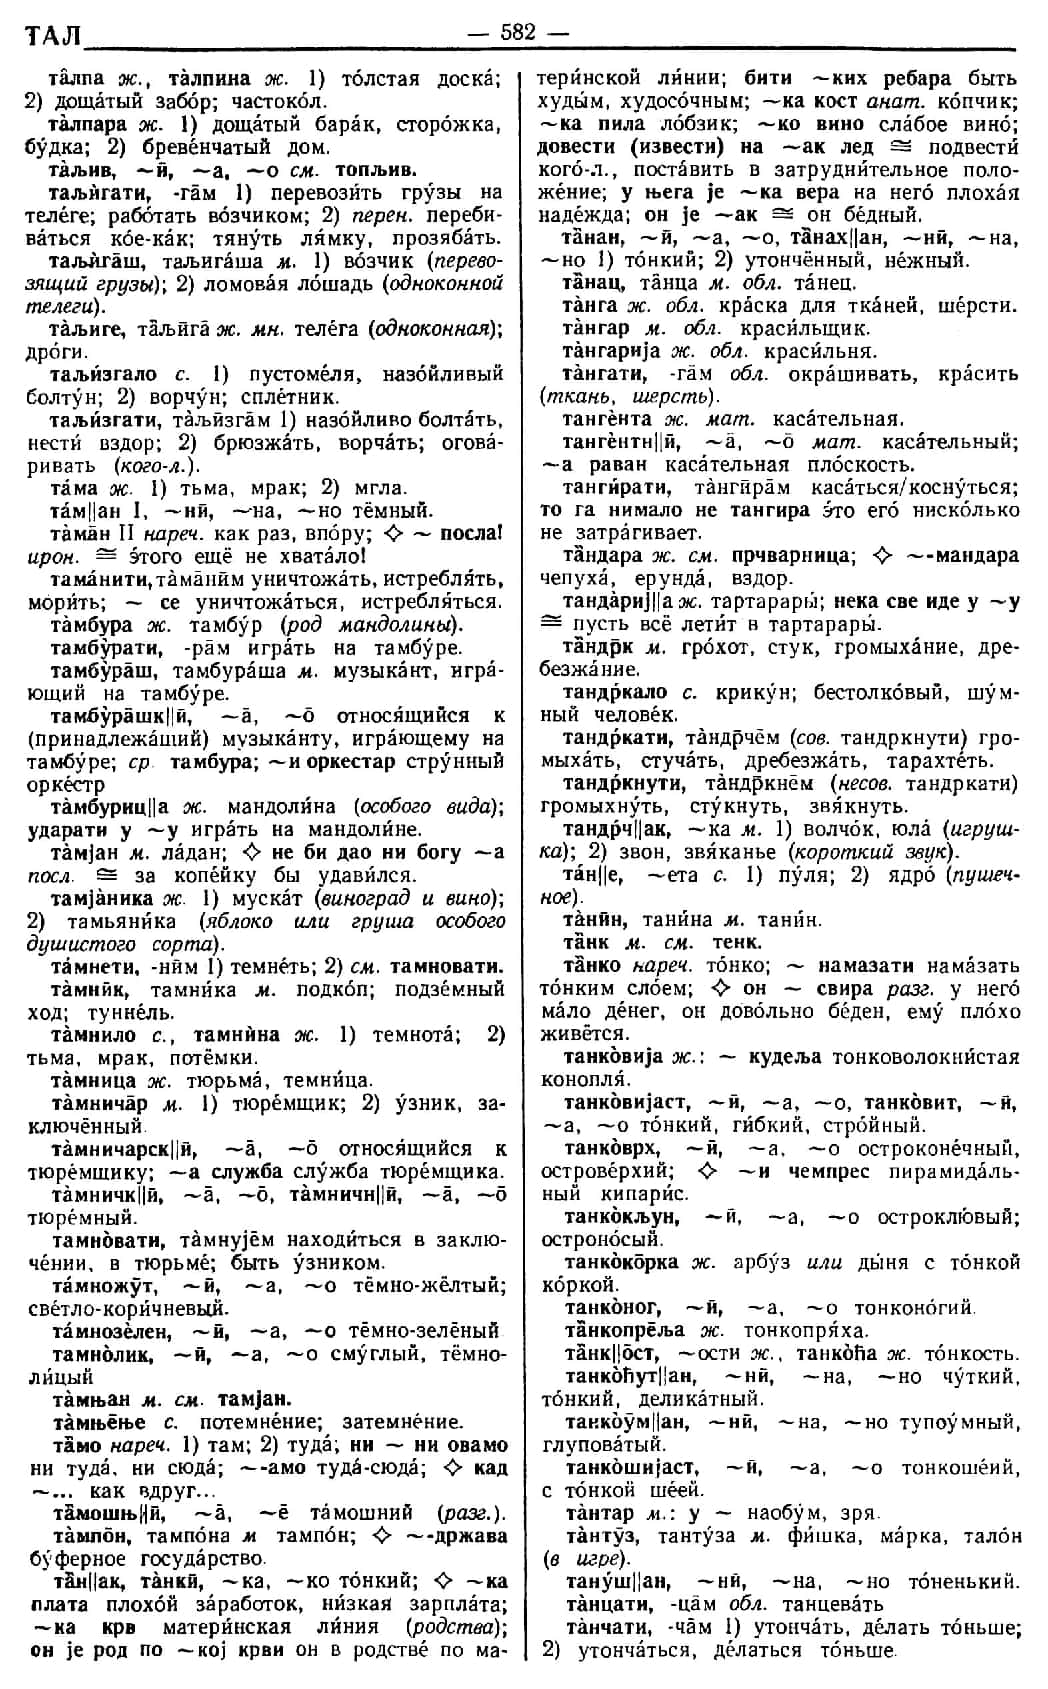 ТАЛ
— 582 —
та̂лпа ж., та̀лпина ж. 1) то́лстая доска́;
2) доща́тый забо́р; частоко́л.
та̀лпара ж. 1) доща́тый бара́к, сторо́жка,
бу́дка; 2) бреве́нчатый дом.
та̀љив, ~ӣ, ~а, ~о см. топљив.
таљи̏гати, -га̄м 1) перевози́ть гру́зы на
теле́ге; рабо́тать во́зчиком; 2) перен. переби-
ва́ться ко́е-ка́к; тяну́ть ля́мку, прозяба́ть.
таљѝга̄ш, таљига́ша м. 1) во́зчик (перево-
зящий грузы); 2) ломова́я ло́шадь (одноконной
телеги).
та̀љиге, та̏љӣга̄ ж. мн. теле́га (одноконная);
дро́ги.
таљи́згало с. 1) пустоме́ля, назо́йливый
болту́н; 2) ворчу́н; спле́тник.
таљи́згати, та̀љӣзга̄м 1) назо́йливо болта́ть,
нести́ вздор; 2) брюзжа́ть, ворча́ть; огова́-
ривать (кого-л.).
та́ма ж. 1) тьма, мрак; 2) мгла.
та́м||ан I, ~нӣ, ~на, ~но тёмный.
та̀ма̄н II нареч. как раз, впо́ру; ◇ ~ посла!
ирон. ≅ э́того ещё не хвата́ло!
тама́нити, та̀ма̄нӣм уничтожа́ть, истребля́ть,
мори́ть; ~ се уничтожа́ться, истребля́ться.
та̀мбура ж. тамбу́р (род мандолины).
тамбу̀рати, -ра̄м игра́ть на тамбу́ре.
тамбу̀ра̄ш, тамбура́ша м. музыка́нт, игра́-
ющий на тамбу́ре.
тамбу̀ра̄шк||ӣ, ~а̄, ~о̄ относя́щийся к
(принадлежа́щий) музыка́нту, игра́ющему на
тамбу́ре; ср тамбура; ~и оркестар стру́нный
орке́стр
та̀мбуриц||а ж. мандоли́на (особого вида);
ударати у ~у игра́ть на мандоли́не.
та̀мјан м. ла́дан; ◇ не би дао ни богу ~а
посл. ≅ за копе́йку бы удави́лся.
тамја̀ника ж. 1) муска́т (виноград и вино);
2) тамьяни́ка (яблоко или груша особого
душистого сорта).
та́мнети, -нӣм 1) темне́ть; 2) см. тамновати.
та̀мнӣк, тамни́ка м. подко́п; подзе́мный
ход; тунне́ль.
та̀мнило с., тамни́на ж. 1) темнота́; 2)
тьма, мрак, потёмки.
та̀мница ж. тюрьма́, темни́ца.
та̀мнича̄р м. 1) тюре́мщик; 2) у́зник, за-
ключённый.
та̀мничарск||ӣ, ~а̄, ~о̄ относя́щийся к
тюре́мщику; ~а служба слу́жба тюре́мщика.
та̀мничк||ӣ, ~а̄, ~о̄, та̀мничн||ӣ, ~а̄, ~о̄
тюре́мный.
тамно̀вати, та̀мнује̄м находи́ться в заклю-
че́нии, в тюрьме́; быть у́зником.
та́множӯт, ~ӣ, ~а, ~о тёмно-жёлтый;
све́тло-кори́чневый.
та́мнозѐлен, ~ӣ, ~а, ~о тёмно-зелёный
тамно̀лик, ~ӣ, ~а, ~о сму́глый, тёмно-
ли́цый
та̀мњан м. см. тамјан.
та̀мње̄ње с. потемне́ние; затемне́ние.
та̏мо нареч. 1) там; 2) туда́; ни ~ ни овамо
ни туда́, ни сюда́; ~-амо туда́-сюда́; ◇ кад
~... как вдруг...
та̏мошњ||ӣ, ~а̄, ~е̄ та́мошний (разг.).
та̀мпо̄н, тампо́на м тампо́н; ◇ ~-држава
бу́ферное госуда́рство.
та̏н||ак, та̀нкӣ, ~ка, ~ко то́нкий; ◇ ~ка
плата плохо́й за́работок, ни́зкая зарпла́та;
~ка крв матери́нская ли́ния (родства);
он је род по ~кој крви он в родстве́ по ма-
тери́нской ли́нии; бити ~ких ребара быть
худы́м, худосо́чным; ~ка кост анат. ко́пчик;
~ка пила ло́бзик; ~ко вино сла́бое вино́;
довести (извести) на ~ак лед ≅ подвести́
кого́-л., поста́вить в затрудни́тельное поло-
же́ние; у њега је ~ка вера на него́ плоха́я
наде́жда; он је ~ак ≅ он бе́дный.
та̏нан, ~ӣ, ~а, ~о, та̏нах||ан, ~нӣ, ~на,
~но 1) то́нкий; 2) утончённый, не́жный.
та̏нац, та̏нца м. обл. та́нец.
та̀нга ж. обл. кра́ска для тка́ней, ше́рсти.
та̀нгар м. обл. краси́льщик.
та̀нгарија ж. обл. краси́льня.
та̀нгати, -га̄м обл. окра́шивать, кра́сить
(ткань, шерсть).
танге̏нта ж. мат. каса́тельная.
танге̏нтн||ӣ, ~а̄, ~о̄ мат. каса́тельный;
~а раван каса́тельная пло́скость.
танги́рати, та̀нгӣра̄м каса́ться/косну́ться;
то га нимало не тангира э́то его́ ниско́лько
не затра́гивает.
та̏ндара ж. см. прчварница; ◇ ~-мандара
чепуха́, ерунда́, вздор.
танда̀риј||а ж. тартарары́; нека све иде у ~у
≅ пусть всё лети́т в тартарары́.
та̏ндр̄к м. гро́хот, стук, громыха́ние, дре-
безжа́ние.
тандр́кало с. крику́н; бестолко́вый, шу́м-
ный челове́к.
тандр́кати, та̀ндр̄че̄м (сов. тандркнути) гро-
мыха́ть, стуча́ть, дребезжа́ть, тарахте́ть.
тандр́кнути, та̀ндр̄кне̄м (несов. тандркати)
громыхну́ть, сту́кнуть, звя́кнуть.
тандр̀ч||ак, ~ка м. 1) волчо́к, юла́ (игруш-
ка); 2) звон, звя́канье (короткий звук).
та́н||е, ~ета с. 1) пу́ля; 2) ядро́ (пушеч-
ное).
та̀нӣн, тани́на м. тани́н.
та̏нк м. см. тенк.
та̏нко нареч. то́нко; ~ намазати нама́зать
то́нким сло́ем; ◇ он ~ свира разг. у него́
ма́ло де́нег, он дово́льно бе́ден, ему́ пло́хо
живётся.
танко̀вија ж.: ~ кудеља тонковолокни́стая
конопля́.
танко̀вијаст, ~ӣ, ~а, ~о, танко̀вит, ~ӣ,
~а, ~о то́нкий, ги́бкий, стро́йный.
танко̀врх, ~ӣ, ~а, ~о остроконе́чный,
островёрхий; ◇ ~и чемпрес пирамида́ль-
ный кипари́с.
танко̀кљун, ~ӣ, ~а, ~о остроклю́вый;
остроно́сый.
танко̀ко̄рка ж. арбу́з или ды́ня с то́нкой
ко́ркой.
танко̀ног, ~ӣ, ~а, ~о тонконо́гий.
та̏нкопре̄ља ж. тонкопря́ха.
та̏нк||о̄ст, ~ости ж., танко̀ћа ж. то́нкость.
танко̀ћут||ан, ~нӣ, ~на, ~но чу́ткий,
то́нкий, делика́тный.
танко̀ӯм||ан, ~нӣ, ~на, ~но тупоу́мный,
глупова́тый.
танко̀шијаст, ~ӣ, ~а, ~о тонкоше́ий,
с то́нкой ше́ей.
та̀нтар м.: у ~ наобу́м, зря.
та̀нтӯз, танту́за м. фи́шка, ма́рка, тало́н
(в игре).
тану́ш||ан, ~нӣ, ~на, ~но то́ненький.
та̀нцати, -ца̄м обл. танцева́ть
та̀нчати, -ча̄м 1) утонча́ть, де́лать то́ньше;
2) утонча́ться, де́латься то́ньше.